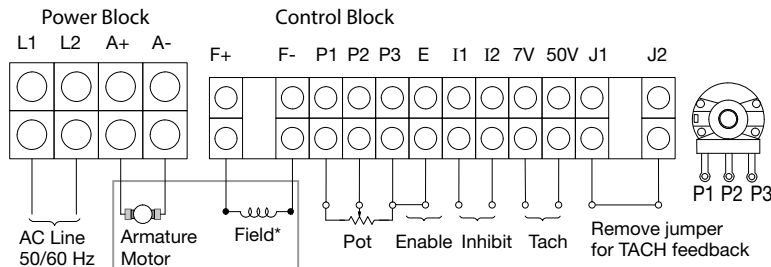 Power Block
Control Block
L1 L2 A+ A-
F+ F- P1 P2 P3 E I1 I2 7V 50V J1 J2
P1 P2 P3
AC Line
50/60 Hz
Armature
Motor
Field*
Pot
Enable
Inhibit
Tach
Remove jumper
for TACH feedback